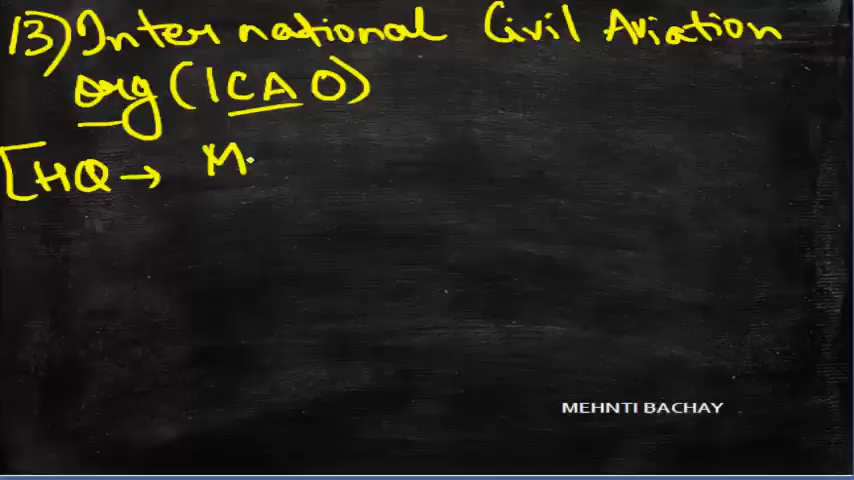 13) International Civil Aviation
org (ICAO)
[HQ → M
MEHNTI BACHAY